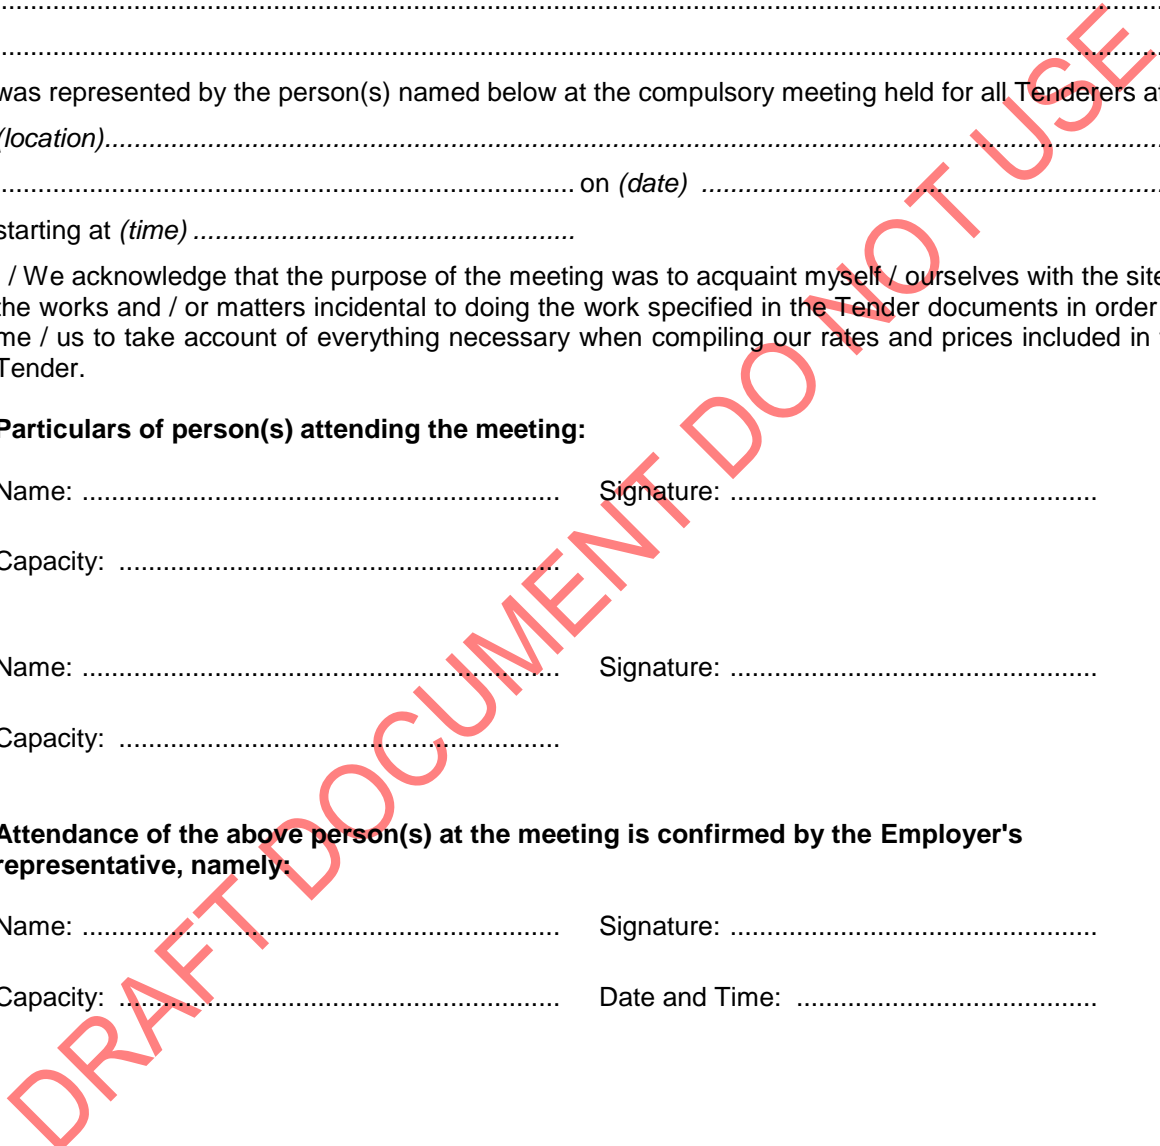 ..................................................................................................................................................................
..................................................................................................................................................................
was represented by the person(s) named below at the compulsory meeting held for all Tenderers at
(location)...................................................................................................................................................
.............................................................................. on (date) ..............................................................
starting at (time) ....................................................
/ We acknowledge that the purpose of the meeting was to acquaint myself / ourselves with the site
the works and / or matters incidental to doing the work specified in the Tender documents in order
me / us to take account of everything necessary when compiling our rates and prices included in
Tender.
Particulars of person(s) attending the meeting:
Name: ................................................................. Signature: ..................................................
Capacity: ............................................................
Name: ................................................................. Signature: ..................................................
Capacity: ............................................................
Attendance of the above person(s) at the meeting is confirmed by the Employer's
representative, namely:
Name: ................................................................. Signature: ..................................................
Capacity: ............................................................ Date and Time: .........................................
DRAFT DOCUMENT DO NOT USE